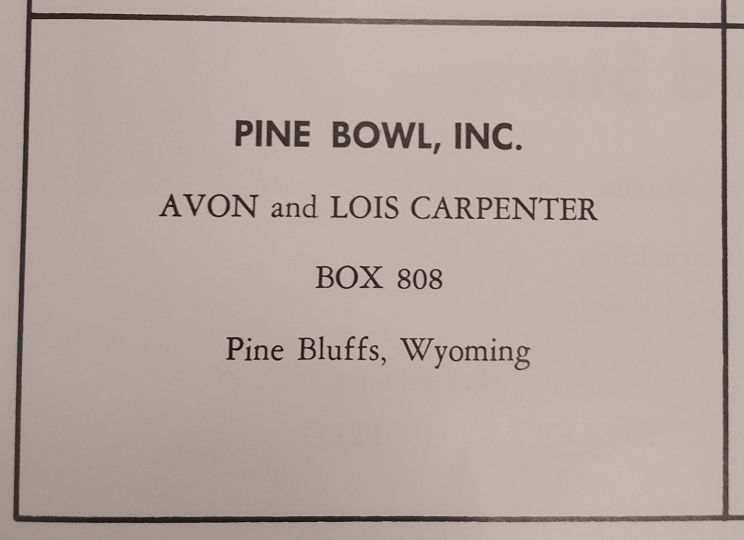 PINE BOWL, INC.
AVON and LOIS CARPENTER
BOX 808
Pine Bluffs, Wyoming